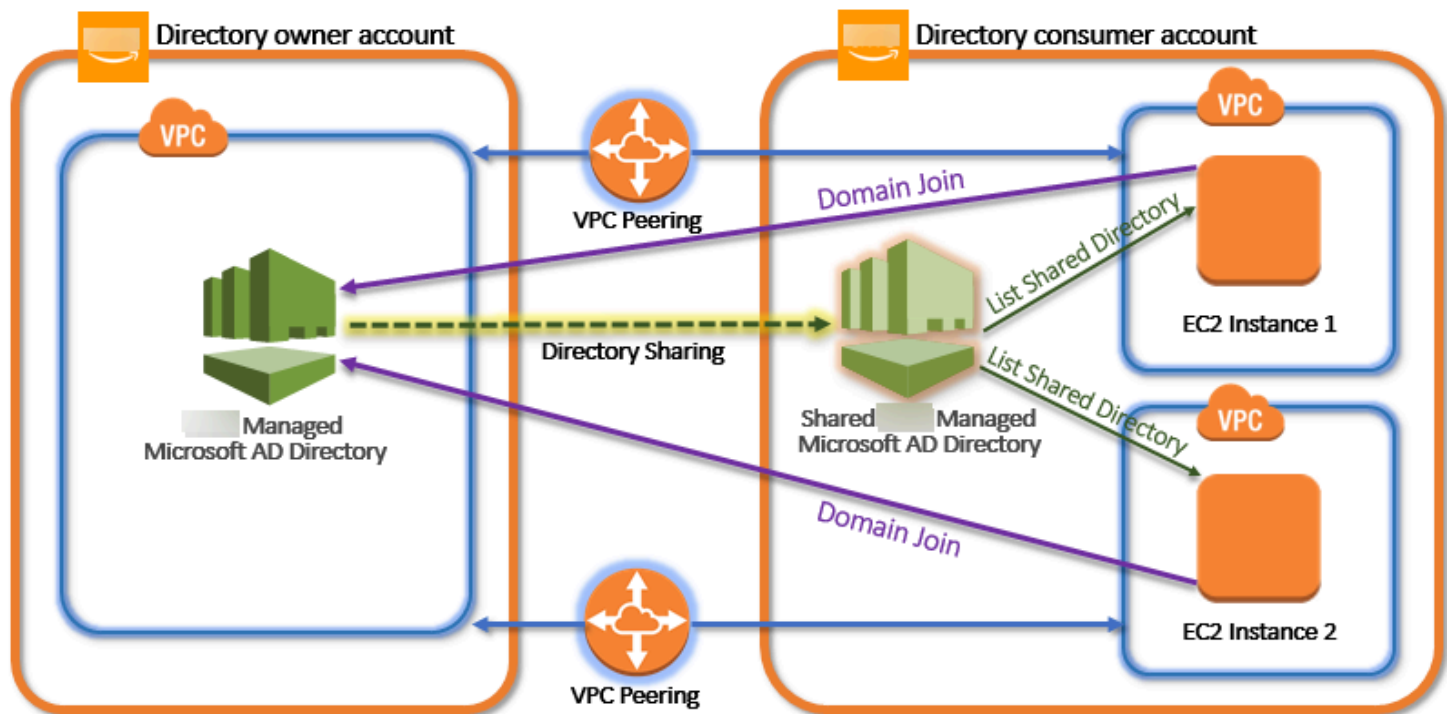 Directory owner account
Directory consumer account
VPC
VPC
VPC Peering
Domain Join
List Shared Directory
EC2 Instance 1
Directory Sharing
Managed
Microsoft AD Directory
Shared Managed
Microsoft AD Directory
List Shared Directory
VPC
Domain Join
EC2 Instance 2
VPC Peering